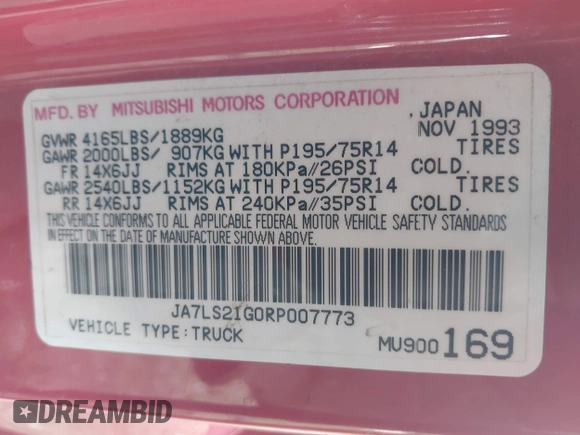 MFD. BY MITSUBISHI MOTORS CORPORATION , JAPAN
GVWR 4165LBS/1889KG NOV 1993
GAWR 2000LBS/ 907KG WITH P195/75R14 TIRES
FR 14X6JJ RIMS AT 180KPa//26PSI COLD.
GAWR 2540LBS/1152KG WITH P195/75R14 TIRES
RR 14X6JJ RIMS AT 240KPa//35PSI COLD.
THIS VEHICLE CONFORMS TO ALL APPLICABLE FEDERAL MOTOR VEHICLE SAFETY STANDARDS
IN EFFECT ON THE DATE OF MANUFACTURE SHOWN ABOVE.
JA7LS21G0RP007773
VEHICLE TYPE:TRUCK MU900169
DREAMBID